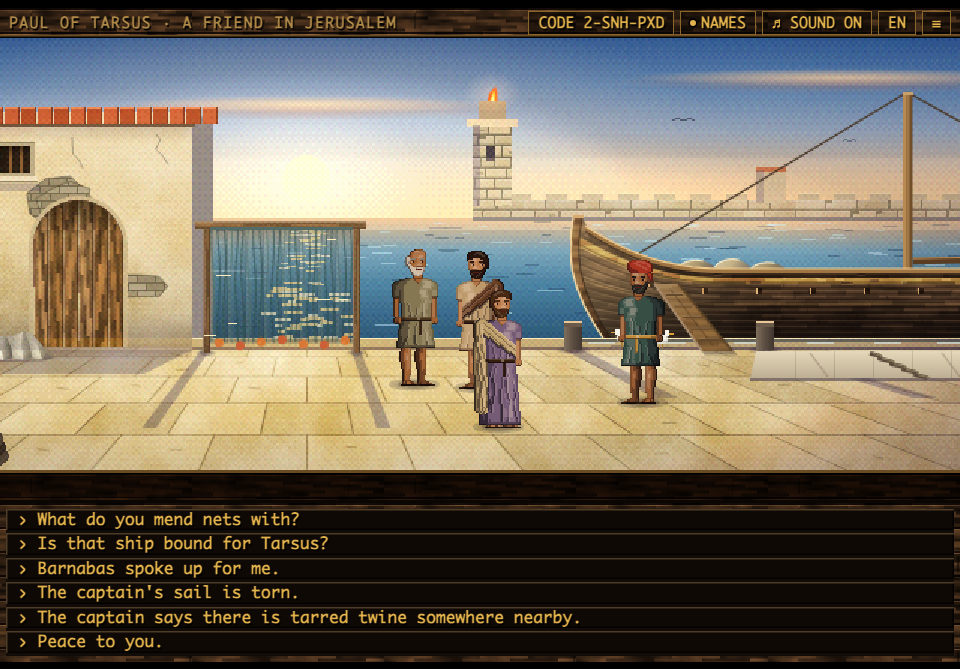 PAUL OF TARSUS · A FRIEND IN JERUSALEM
CODE 2-SNH-PXD
• NAMES
♬ SOUND ON
EN
≡
› What do you mend nets with?
› Is that ship bound for Tarsus?
› Barnabas spoke up for me.
› The captain's sail is torn.
› The captain says there is tarred twine somewhere nearby.
› Peace to you.